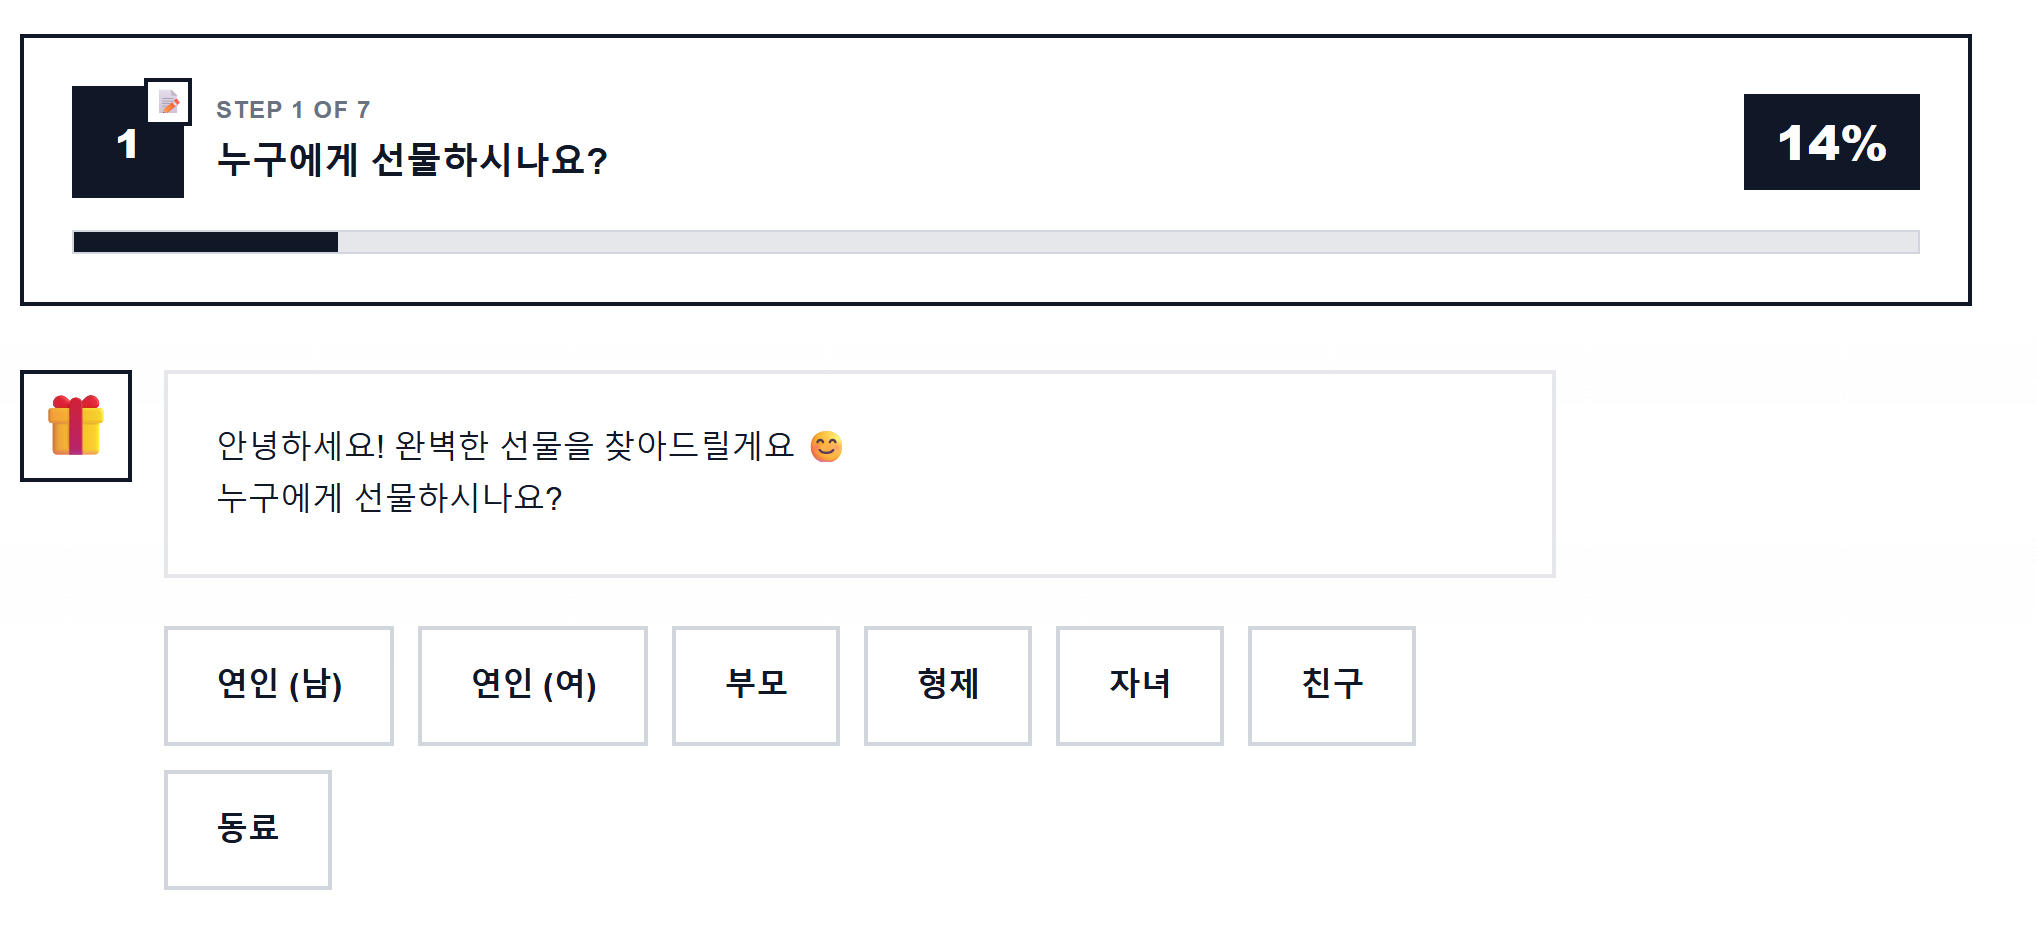 1
STEP 1 OF 7
누구에게 선물하시나요?
14%
안녕하세요! 완벽한 선물을 찾아드릴게요 😊
누구에게 선물하시나요?
연인 (남)
연인 (여)
부모
형제
자녀
친구
동료